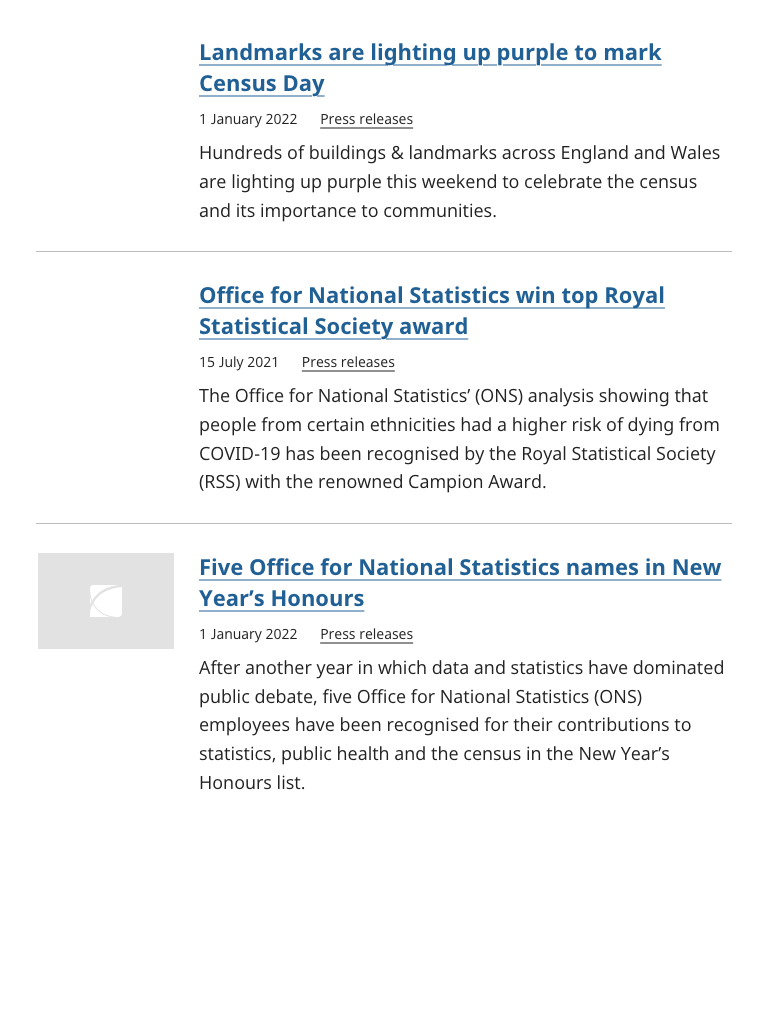 Landmarks are lighting up purple to mark
Census Day
1 January 2022 Press releases
Hundreds of buildings & landmarks across England and Wales
are lighting up purple this weekend to celebrate the census
and its importance to communities.
Office for National Statistics win top Royal
Statistical Society award
15 July 2021 Press releases
The Office for National Statistics’ (ONS) analysis showing that
people from certain ethnicities had a higher risk of dying from
COVID-19 has been recognised by the Royal Statistical Society
(RSS) with the renowned Campion Award.
Five Office for National Statistics names in New
Year’s Honours
1 January 2022 Press releases
After another year in which data and statistics have dominated
public debate, five Office for National Statistics (ONS)
employees have been recognised for their contributions to
statistics, public health and the census in the New Year’s
Honours list.